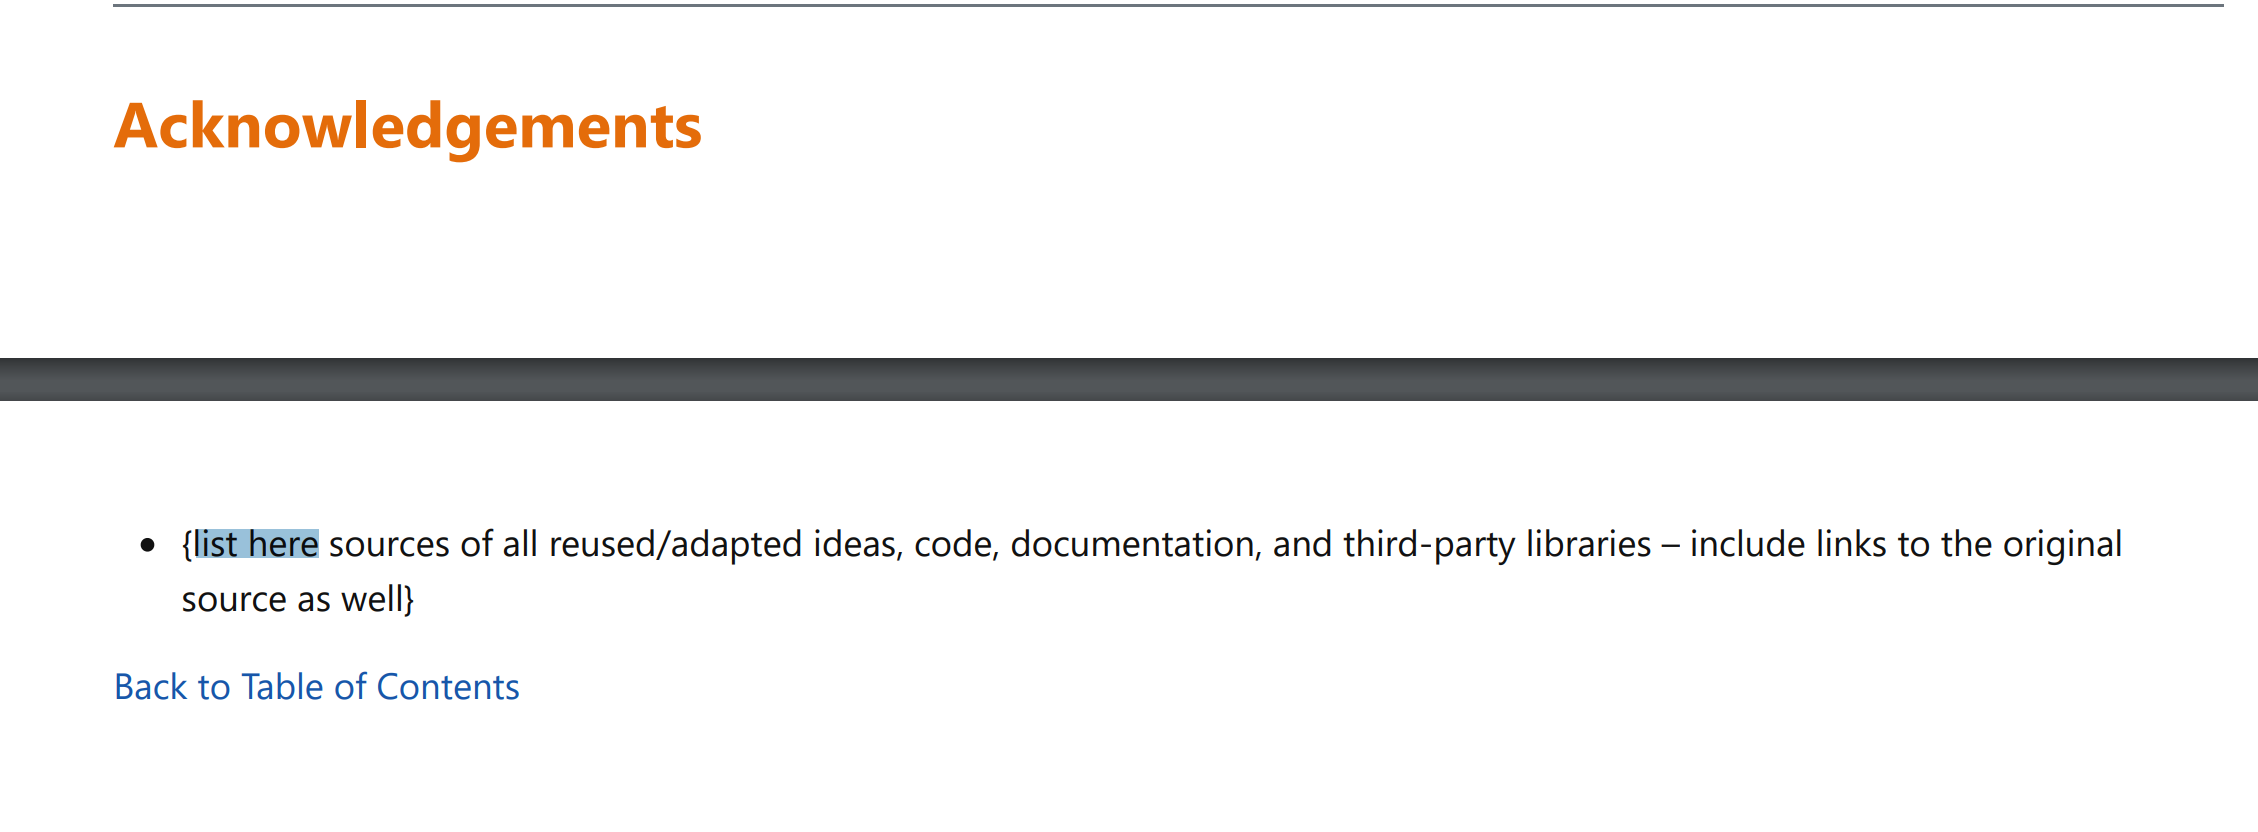 Acknowledgements
• {list here sources of all reused/adapted ideas, code, documentation, and third-party libraries – include links to the original
source as well}
Back to Table of Contents